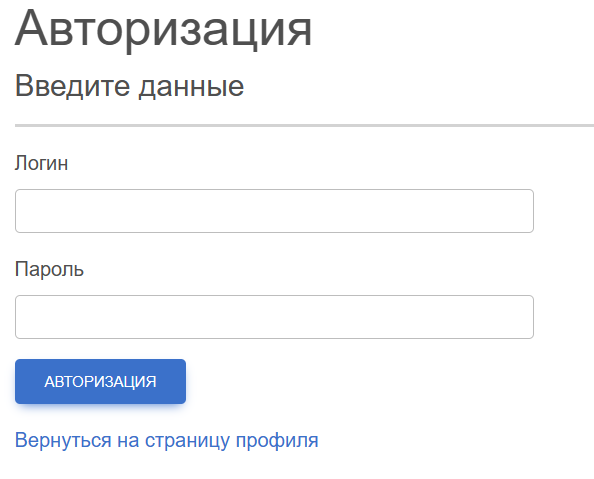 Авторизация
Введите данные
Логин
Пароль
АВТОРИЗАЦИЯ
Вернуться на страницу профиля